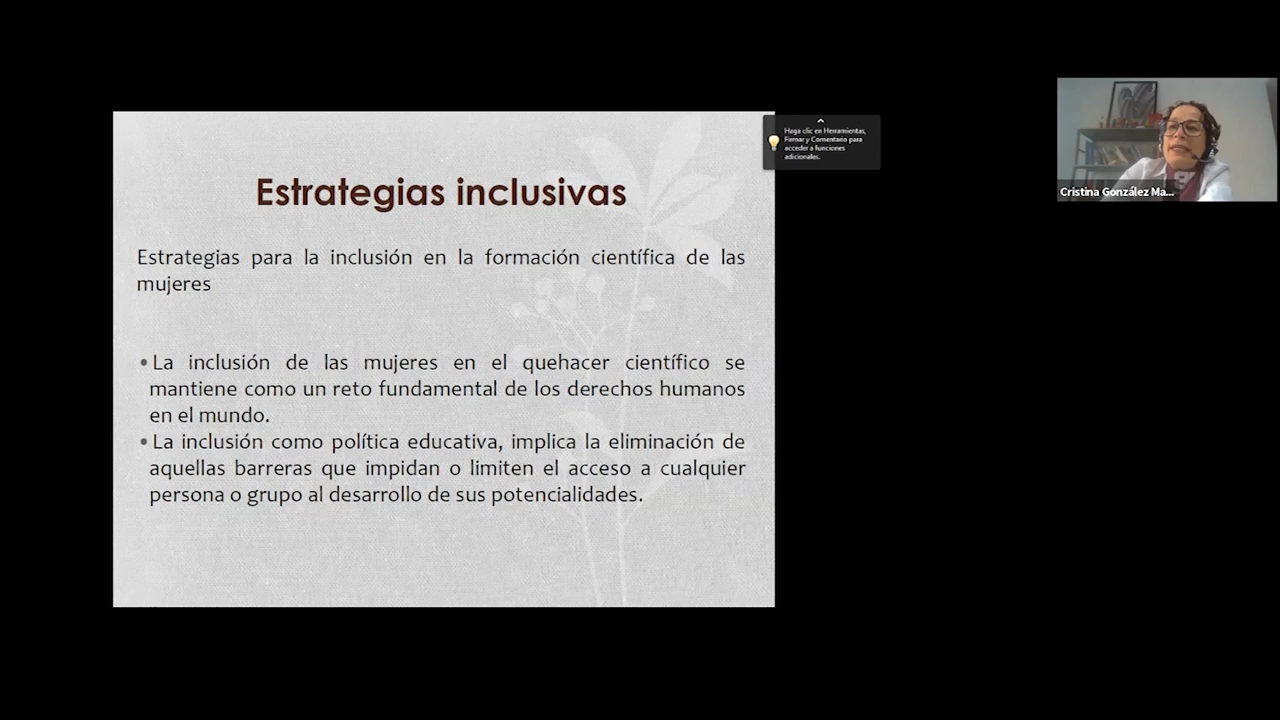 Estrategias inclusivas
Estrategias para la inclusión en la formación científica de las
mujeres
•La inclusión de las mujeres en el quehacer científico se
mantiene como un reto fundamental de los derechos humanos
en el mundo.
•La inclusión como política educativa, implica la eliminación de
aquellas barreras que impidan o limiten el acceso a cualquier
persona o grupo al desarrollo de sus potencialidades.
Haga clic en Herramientas,
Firmar y Comentario para
acceder a funciones
adicionales.
Cristina González Ma...